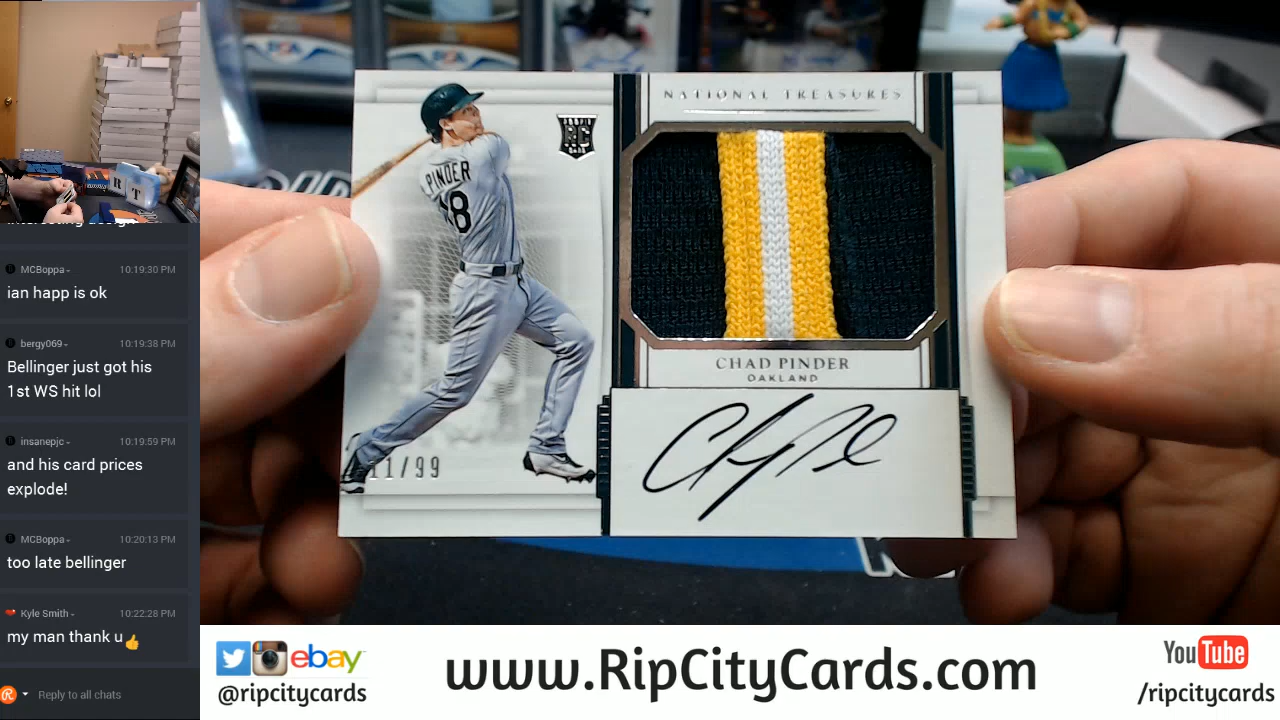 MCBoppa - 10:19:30 PM
ian happ is ok
bergy069 - 10:19:38 PM
Bellinger just got his
1st WS hit lol
insanepjc - 10:19:59 PM
and his card prices
explode!
MCBoppa - 10:20:13 PM
too late bellinger
Kyle Smith - 10:22:28 PM
my man thank u👍
Reply to all chats
PINDER
18
RC
NATIONAL TREASURES
CHAD PINDER
OAKLAND
11/99
ebay
@ripcitycards
www.RipCityCards.com
YouTube
/ripcitycards